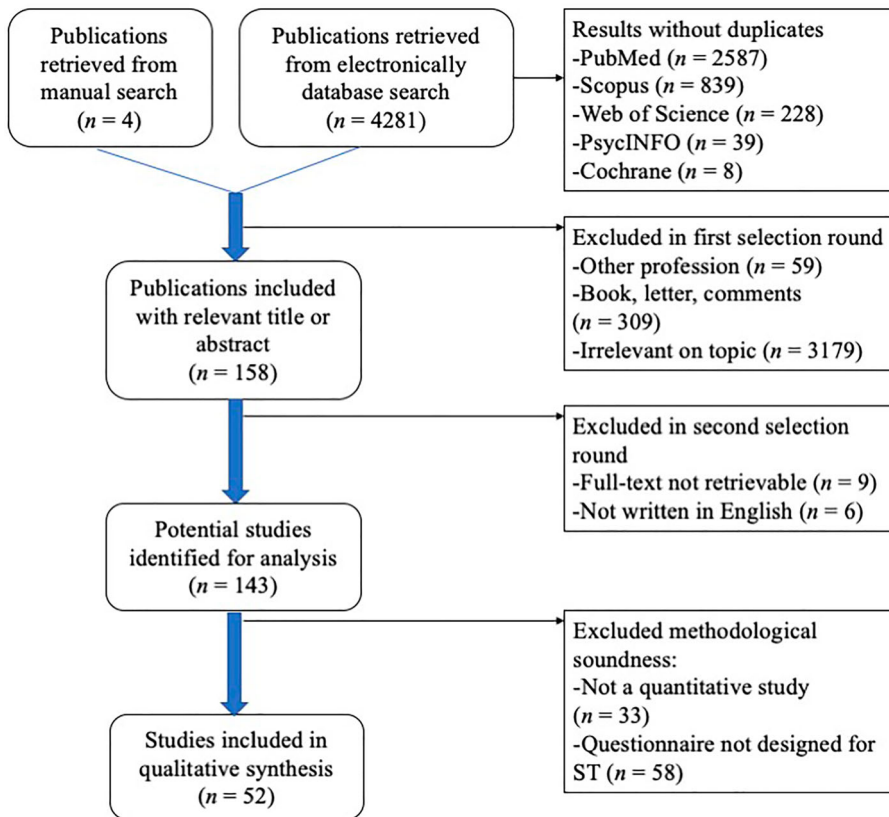 Publications
retrieved from
manual search
(n = 4)
Publications retrieved
from electronically
database search
(n = 4281)
Results without duplicates
-PubMed (n = 2587)
-Scopus (n = 839)
-Web of Science (n = 228)
-PsycINFO (n = 39)
-Cochrane (n = 8)
Excluded in first selection round
-Other profession (n = 59)
-Book, letter, comments
(n = 309)
-Irrelevant on topic (n = 3179)
Publications included
with relevant title or
abstract
(n = 158)
Excluded in second selection
round
-Full-text not retrievable (n = 9)
-Not written in English (n = 6)
Potential studies
identified for analysis
(n = 143)
Excluded methodological
soundness:
-Not a quantitative study
(n = 33)
-Questionnaire not designed for
ST (n = 58)
Studies included in
qualitative synthesis
(n = 52)